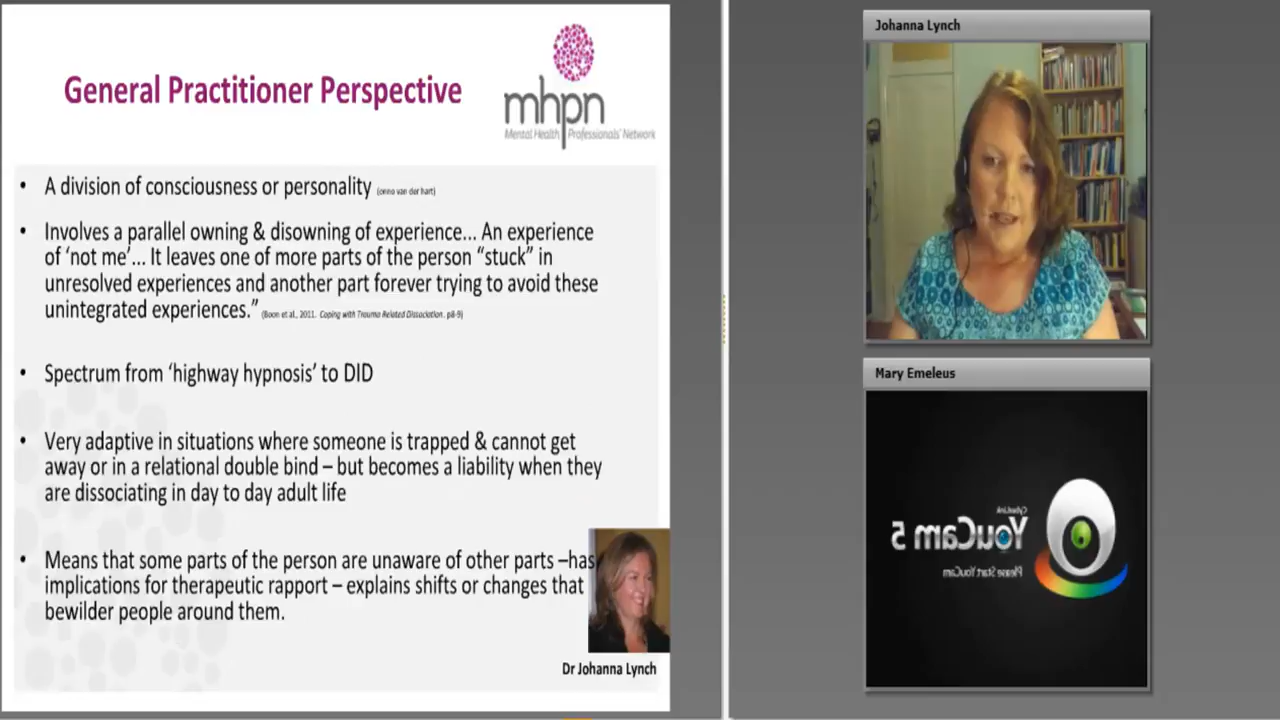 General Practitioner Perspective
mhpn
Mental Health Professionals' Network
• A division of consciousness or personality (onno van der hart)
• Involves a parallel owning & disowning of experience... An experience
of 'not me'... It leaves one of more parts of the person "stuck" in
unresolved experiences and another part forever trying to avoid these
unintegrated experiences." (Boon et al., 2011. Coping with Trauma Related Dissociation. p8-9)
• Spectrum from 'highway hypnosis' to DID
• Very adaptive in situations where someone is trapped & cannot get
away or in a relational double bind – but becomes a liability when they
are dissociating in day to day adult life
• Means that some parts of the person are unaware of other parts –has
implications for therapeutic rapport – explains shifts or changes that
bewilder people around them.
Dr Johanna Lynch
Johanna Lynch
Mary Emeleus
CyberLink
YouCam 5
Please Start YouCam